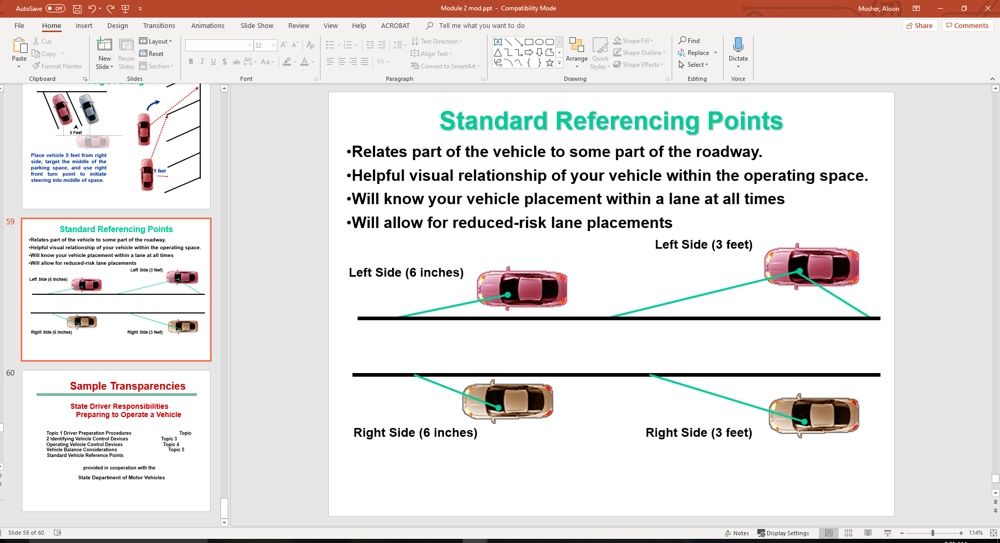 AutoSave Off Module 2 mod.ppt - Compatibility Mode Mosher, Alison
File Home Insert Design Transitions Animations Slide Show Review View Help ACROBAT Tell me what you want to do Share Comments
Paste Cut Copy Format Painter
New Slide Reuse Slides Layout Reset Section
32
B I U S ab AV Aa A
Text Direction Align Text Convert to SmartArt
Arrange Quick Styles Shape Fill Shape Outline Shape Effects
Find Replace Select
Dictate
Clipboard Slides Font Paragraph Drawing Editing Voice
5 Feet
Place vehicle 5 feet from right
side, target the middle of the
parking space, and use right
front turn point to initiate
steering into middle of space.
5 feet
59
Standard Referencing Points
•Relates part of the vehicle to some part of the roadway.
•Helpful visual relationship of your vehicle within the operating space.
•Will know your vehicle placement within a lane at all times
•Will allow for reduced-risk lane placements
Left Side (3 feet)
Left Side (6 inches)
Right Side (6 inches)
Right Side (3 feet)
60
Sample Transparencies
State Driver Responsibilities
Preparing to Operate a Vehicle
Topic 1 Driver Preparation Procedures Topic
2 Identifying Vehicle Control Devices Topic 3
Operating Vehicle Control Devices Topic 4
Vehicle Balance Considerations Topic 5
Standard Vehicle Reference Points
provided in cooperation with the
State Department of Motor Vehicles
Standard Referencing Points
•Relates part of the vehicle to some part of the roadway.
•Helpful visual relationship of your vehicle within the operating space.
•Will know your vehicle placement within a lane at all times
•Will allow for reduced-risk lane placements
Left Side (3 feet)
Left Side (6 inches)
Right Side (6 inches)
Right Side (3 feet)
Slide 59 of 60 Notes Display Settings 114%